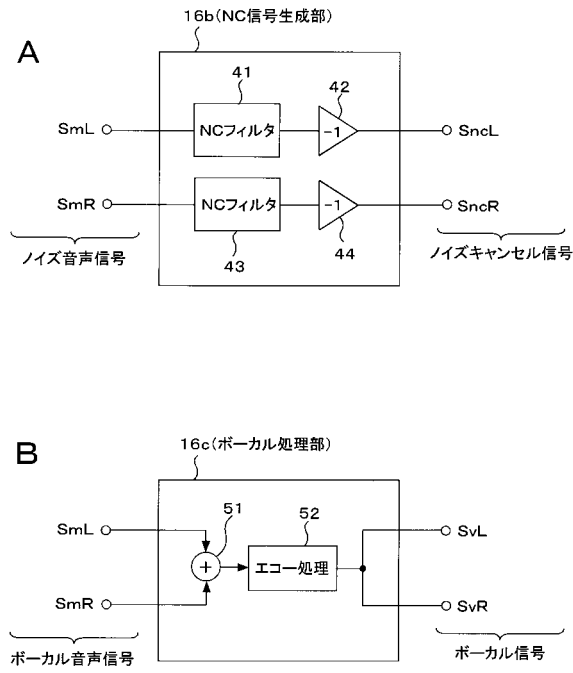 16b(NC信号生成部)
A
41
42
SmL
NCフィルタ
-1
SncL
SmR
NCフィルタ
-1
SncR
ノイズ音声信号
43
44
ノイズキャンセル信号
16c(ボーカル処理部)
B
SmL
51
52
SvL
+
エコー処理
SmR
SvR
ボーカル音声信号
ボーカル信号